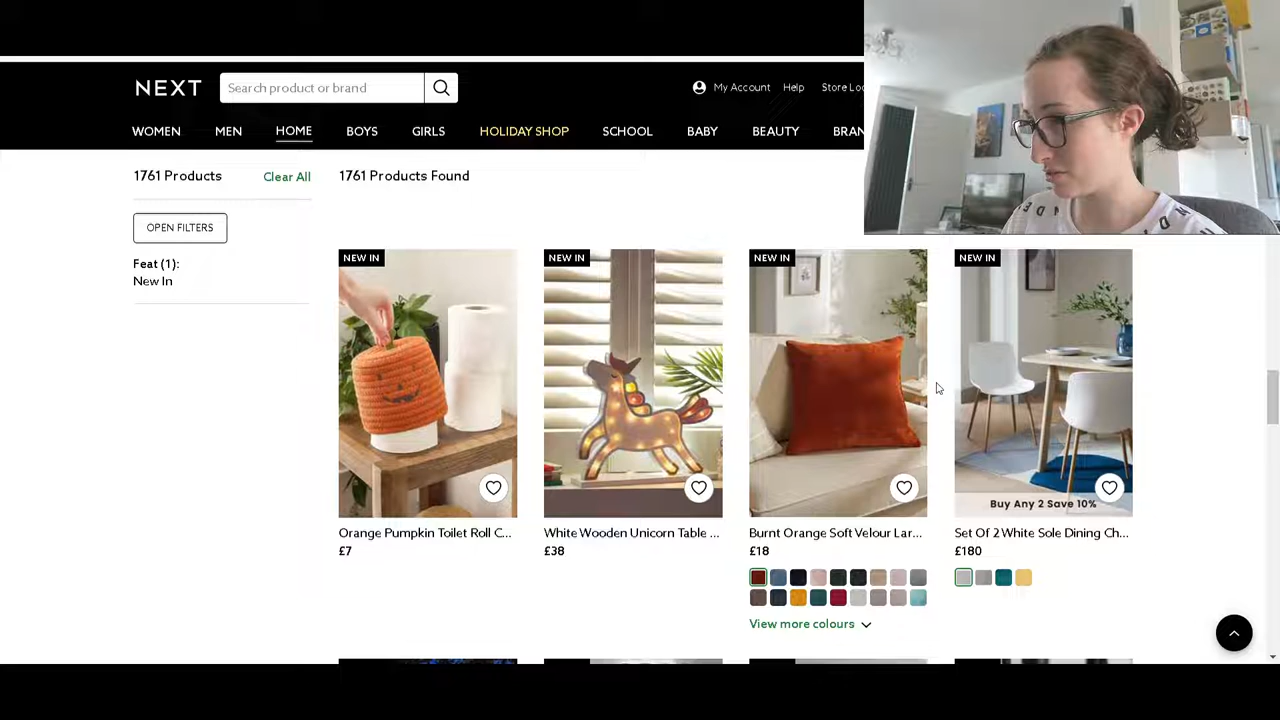 NEXT
Search product or brand
My Account Help Store Loc
WOMEN MEN HOME BOYS GIRLS HOLIDAY SHOP SCHOOL BABY BEAUTY BRAN
1761 Products Clear All
1761 Products Found
OPEN FILTERS
Feat (1):
New In
NEW IN
NEW IN
NEW IN
NEW IN
Buy Any 2 Save 10%
Orange Pumpkin Toilet Roll C...
£7
White Wooden Unicorn Table ...
£38
Burnt Orange Soft Velour Lar...
£18
View more colours
Set Of 2 White Sole Dining Ch...
£180